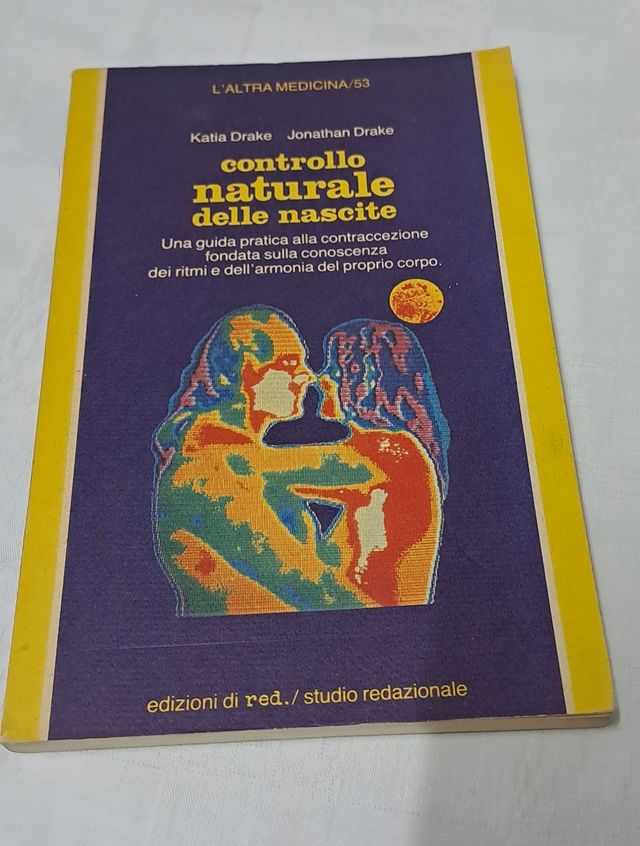 L'ALTRA MEDICINA/53
Katia Drake Jonathan Drake
controllo
naturale
delle nascite
Una guida pratica alla contraccezione
fondata sulla conoscenza
dei ritmi e dell'armonia del proprio corpo.
edizioni di red./ studio redazionale